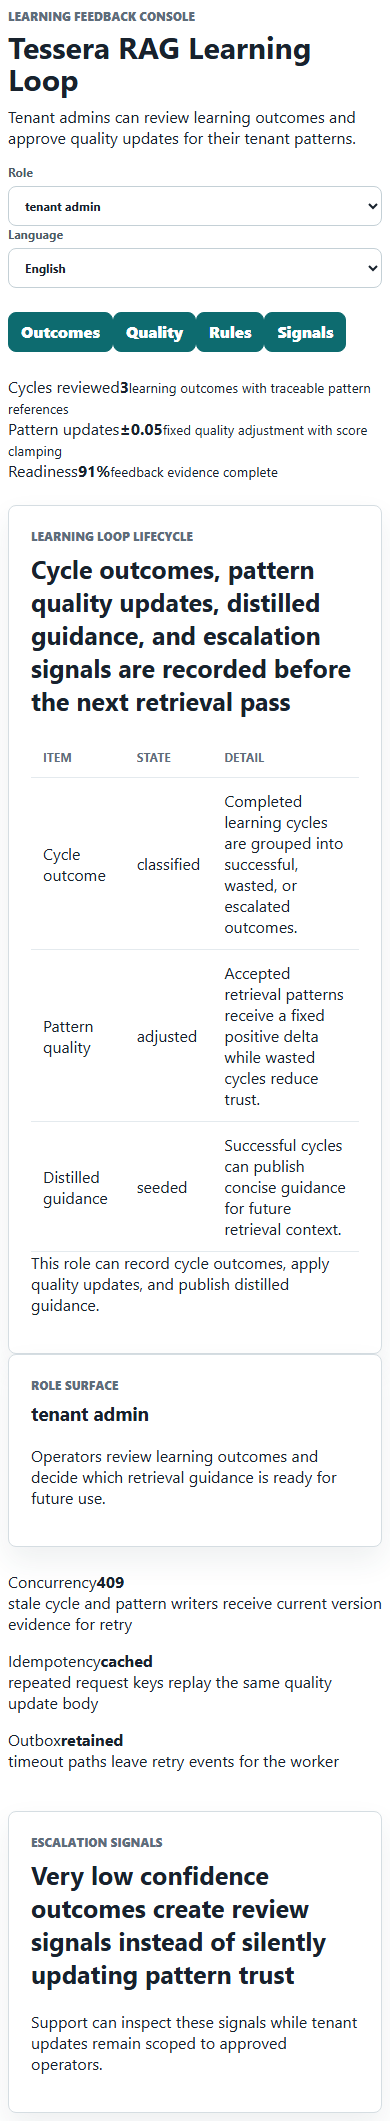 LEARNING FEEDBACK CONSOLE
Tessera RAG Learning
Loop
Tenant admins can review learning outcomes and
approve quality updates for their tenant patterns.
Role
tenant admin
Language
English
Outcomes Quality Rules Signals
Cycles reviewed3learning outcomes with traceable pattern
references
Pattern updates±0.05fixed quality adjustment with score
clamping
Readiness91%feedback evidence complete
LEARNING LOOP LIFECYCLE
Cycle outcomes, pattern
quality updates, distilled
guidance, and escalation
signals are recorded before
the next retrieval pass
ITEM STATE DETAIL
Cycle
outcome
classified
Completed
learning cycles
are grouped into
successful,
wasted, or
escalated
outcomes.
Pattern
quality
adjusted
Accepted
retrieval patterns
receive a fixed
positive delta
while wasted
cycles reduce
trust.
Distilled
guidance
seeded
Successful cycles
can publish
concise guidance
for future
retrieval context.
This role can record cycle outcomes, apply
quality updates, and publish distilled
guidance.
ROLE SURFACE
tenant admin
Operators review learning outcomes and
decide which retrieval guidance is ready for
future use.
Concurrency409
stale cycle and pattern writers receive current version
evidence for retry
Idempotencycached
repeated request keys replay the same quality
update body
Outboxretained
timeout paths leave retry events for the worker
ESCALATION SIGNALS
Very low confidence
outcomes create review
signals instead of silently
updating pattern trust
Support can inspect these signals while tenant
updates remain scoped to approved
operators.